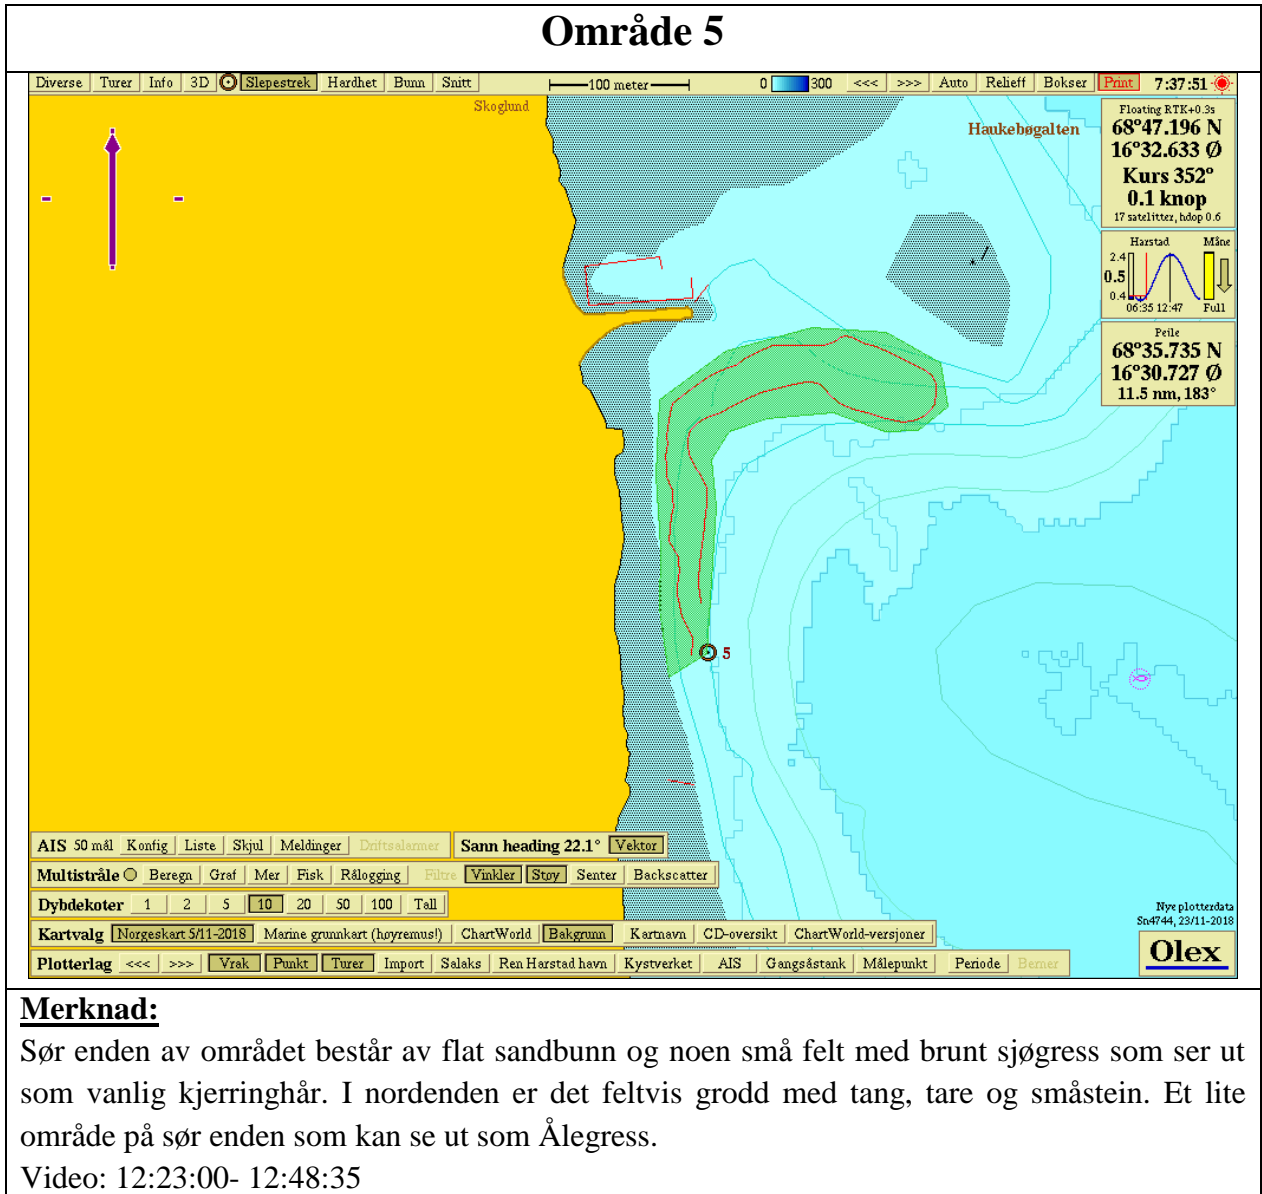 Område 5
Diverse Turer Info 3D Slepestrek Hardhet Bunn Snitt 100 meter 0 300 <<< >>> Auto Relieff Bokser Print 7:37:51
Skoglund
Haukebøgalten
Floating RTK+0.3s
68°47.196 N
16°32.633 Ø
Kurs 352°
0.1 knop
17 satelitter, hdop 0.6
Harstad Måne
2.4
0.5
0.4
06:35 12:47 Full
Peile
68°35.735 N
16°30.727 Ø
11.5 nm, 183°
5
AIS 50 mål Konfig Liste Skjul Meldinger Driftsalarmer Sann heading 22.1° Vektor
Multistråle Beregn Graf Mer Fisk Rålogging Filtre Vinkler Støy Senter Backscatter
Dybdekoter 1 2 5 10 20 50 100 Tall
Kartvalg Norgeskart 5/11-2018 Marine grunnkart (høyremus!) ChartWorld Bakgrunn Kartnavn CD-oversikt ChartWorld-versjoner
Plotterlag <<< >>> Vrak Punkt Turer Import Salaks Ren Harstad havn Kystverket AIS Gangsåstank Målepunkt Periode Berner
Nye plotterdata
Sn4744, 23/11-2018
Olex
Merknad:
Sør enden av området består av flat sandbunn og noen små felt med brunt sjøgress som ser ut
som vanlig kjerringhår. I nordenden er det feltvis grodd med tang, tare og småstein. Et lite
område på sør enden som kan se ut som Ålegress.
Video: 12:23:00- 12:48:35